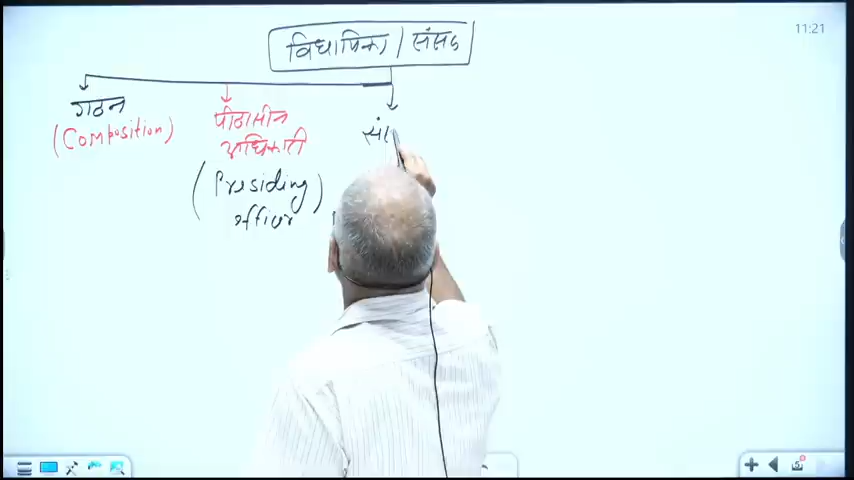 11:21
विधायिका / संसद
गठन
(Composition)
पीठासीन
अधिकारी
(Presiding
officer)
सं